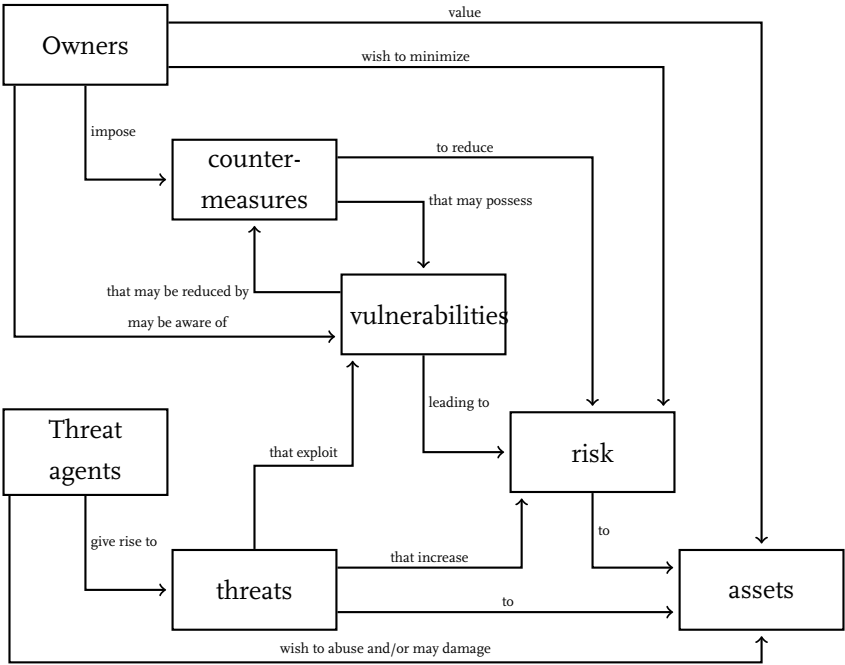 value
Owners
wish to minimize
impose
to reduce
counter-
measures
that may possess
that may be reduced by
vulnerabilities
may be aware of
leading to
Threat
agents
that exploit
risk
give rise to
to
that increase
threats
to
assets
wish to abuse and/or may damage